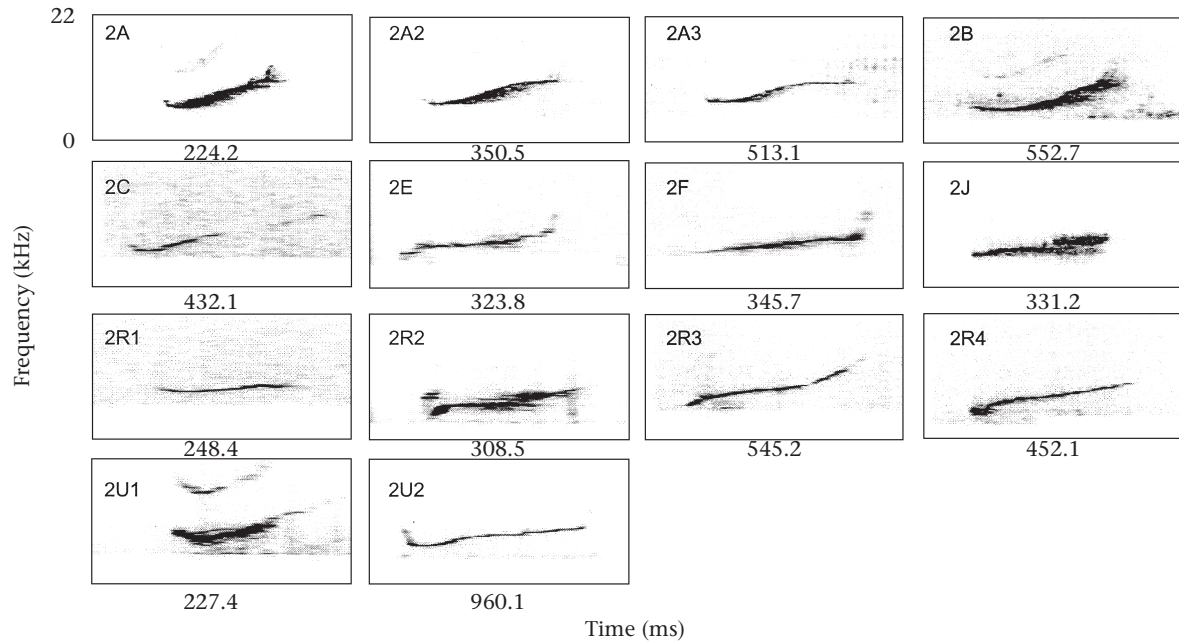 22
2A
2A2
2A3
2B
0
224.2
350.5
513.1
552.7
2C
2E
2F
2J
432.1
323.8
345.7
331.2
Frequency (kHz)
2R1
2R2
2R3
2R4
248.4
308.5
545.2
452.1
2U1
2U2
227.4
960.1
Time (ms)